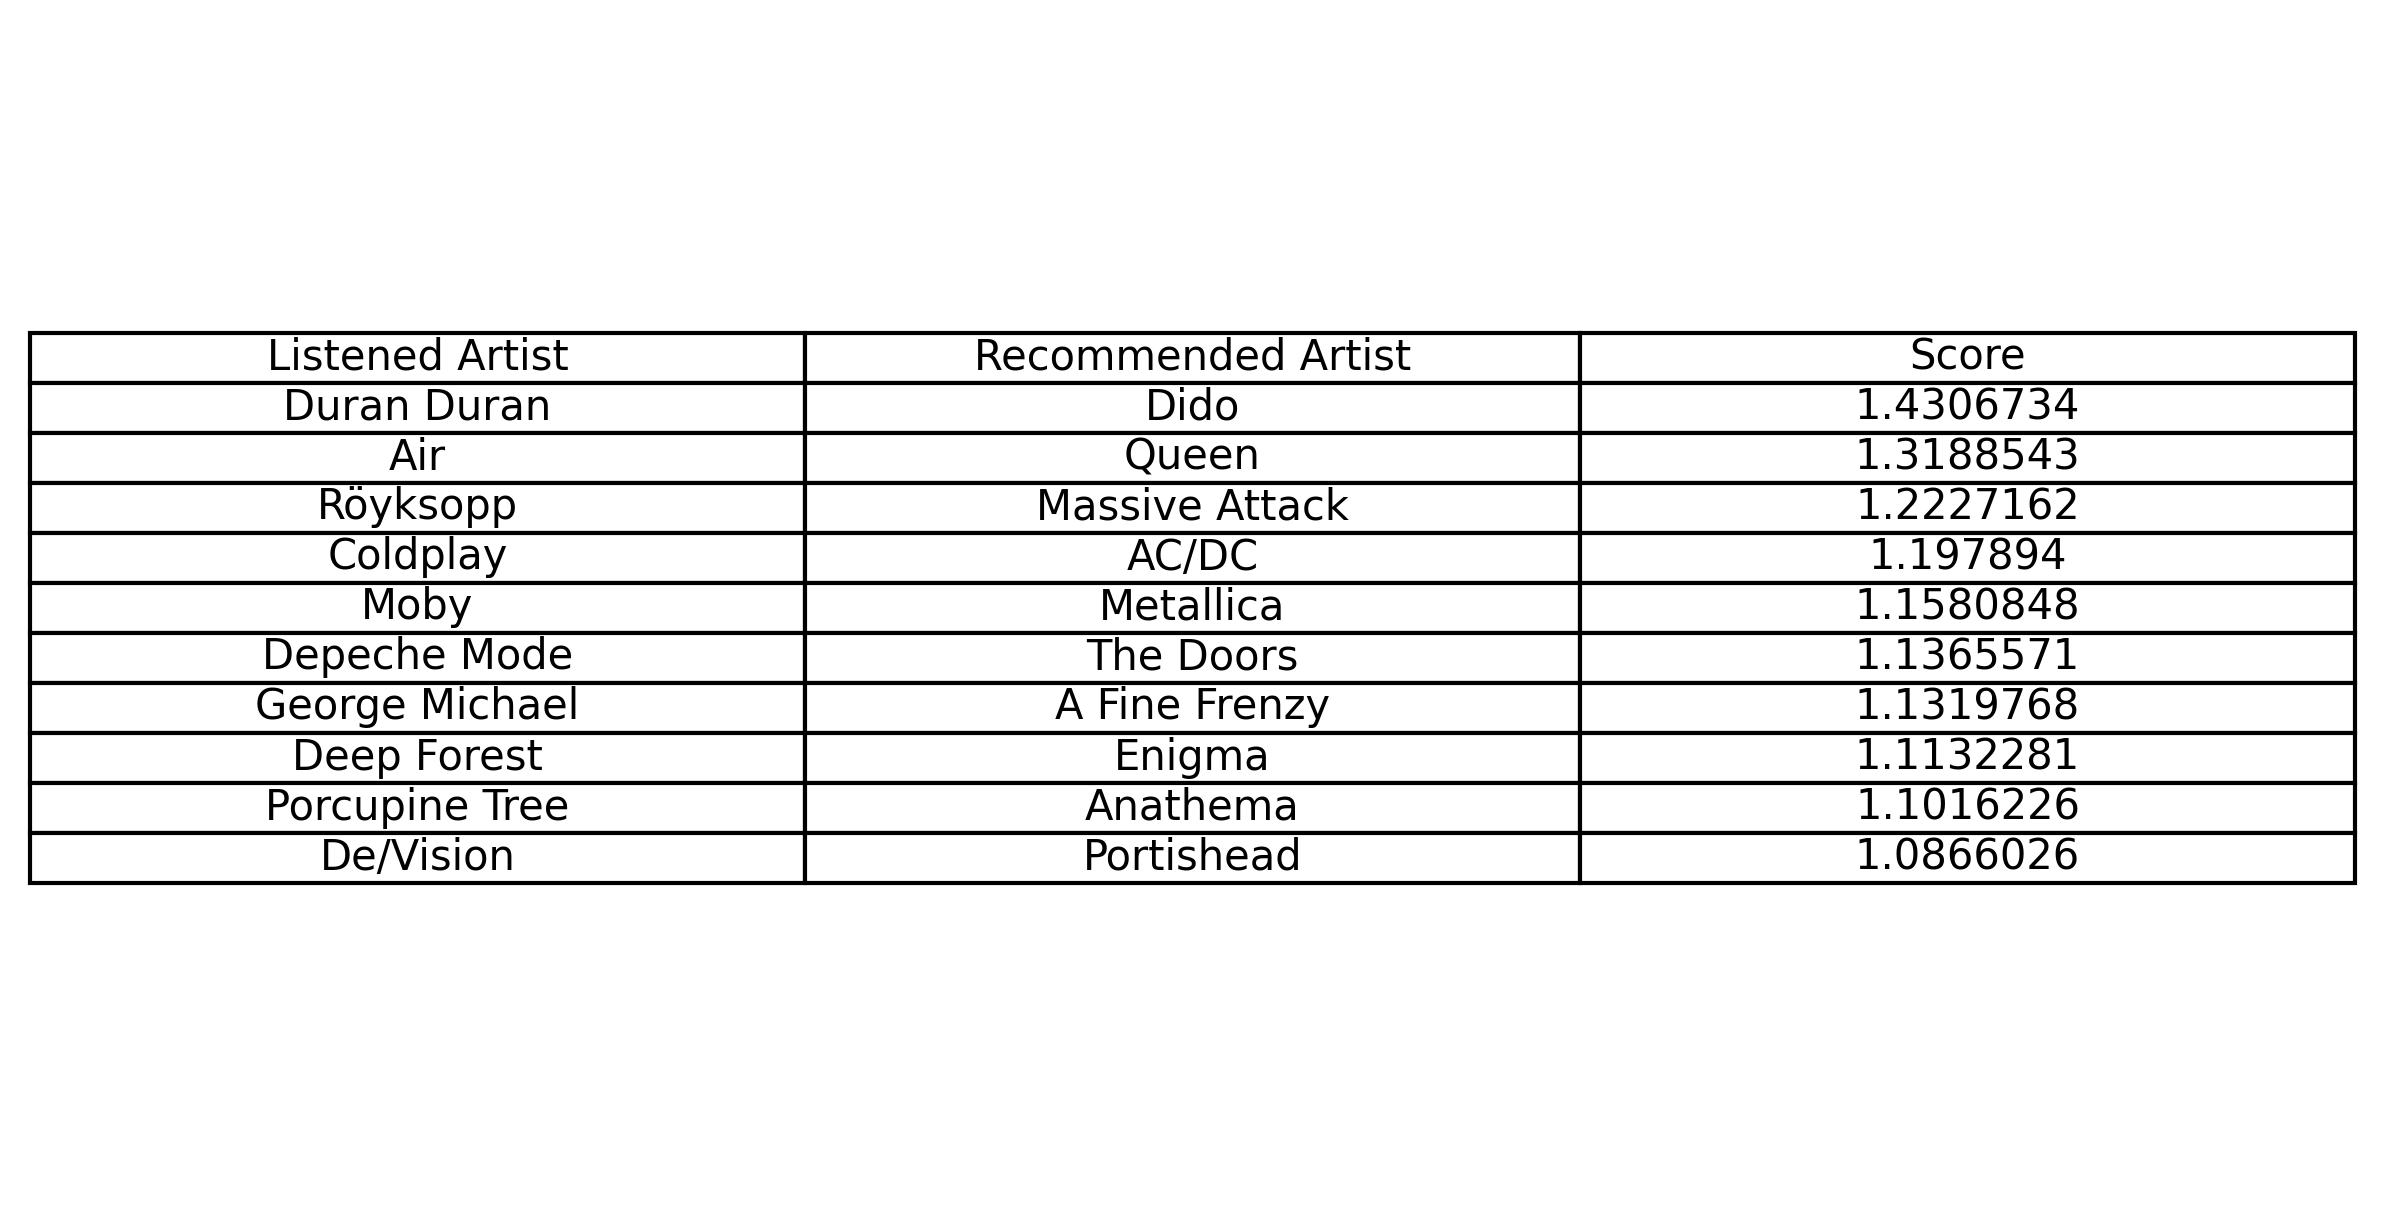 Listened Artist Recommended Artist Score
Duran Duran Dido 1.4306734
Air Queen 1.3188543
Röyksopp Massive Attack 1.2227162
Coldplay AC/DC 1.197894
Moby Metallica 1.1580848
Depeche Mode The Doors 1.1365571
George Michael A Fine Frenzy 1.1319768
Deep Forest Enigma 1.1132281
Porcupine Tree Anathema 1.1016226
De/Vision Portishead 1.0866026